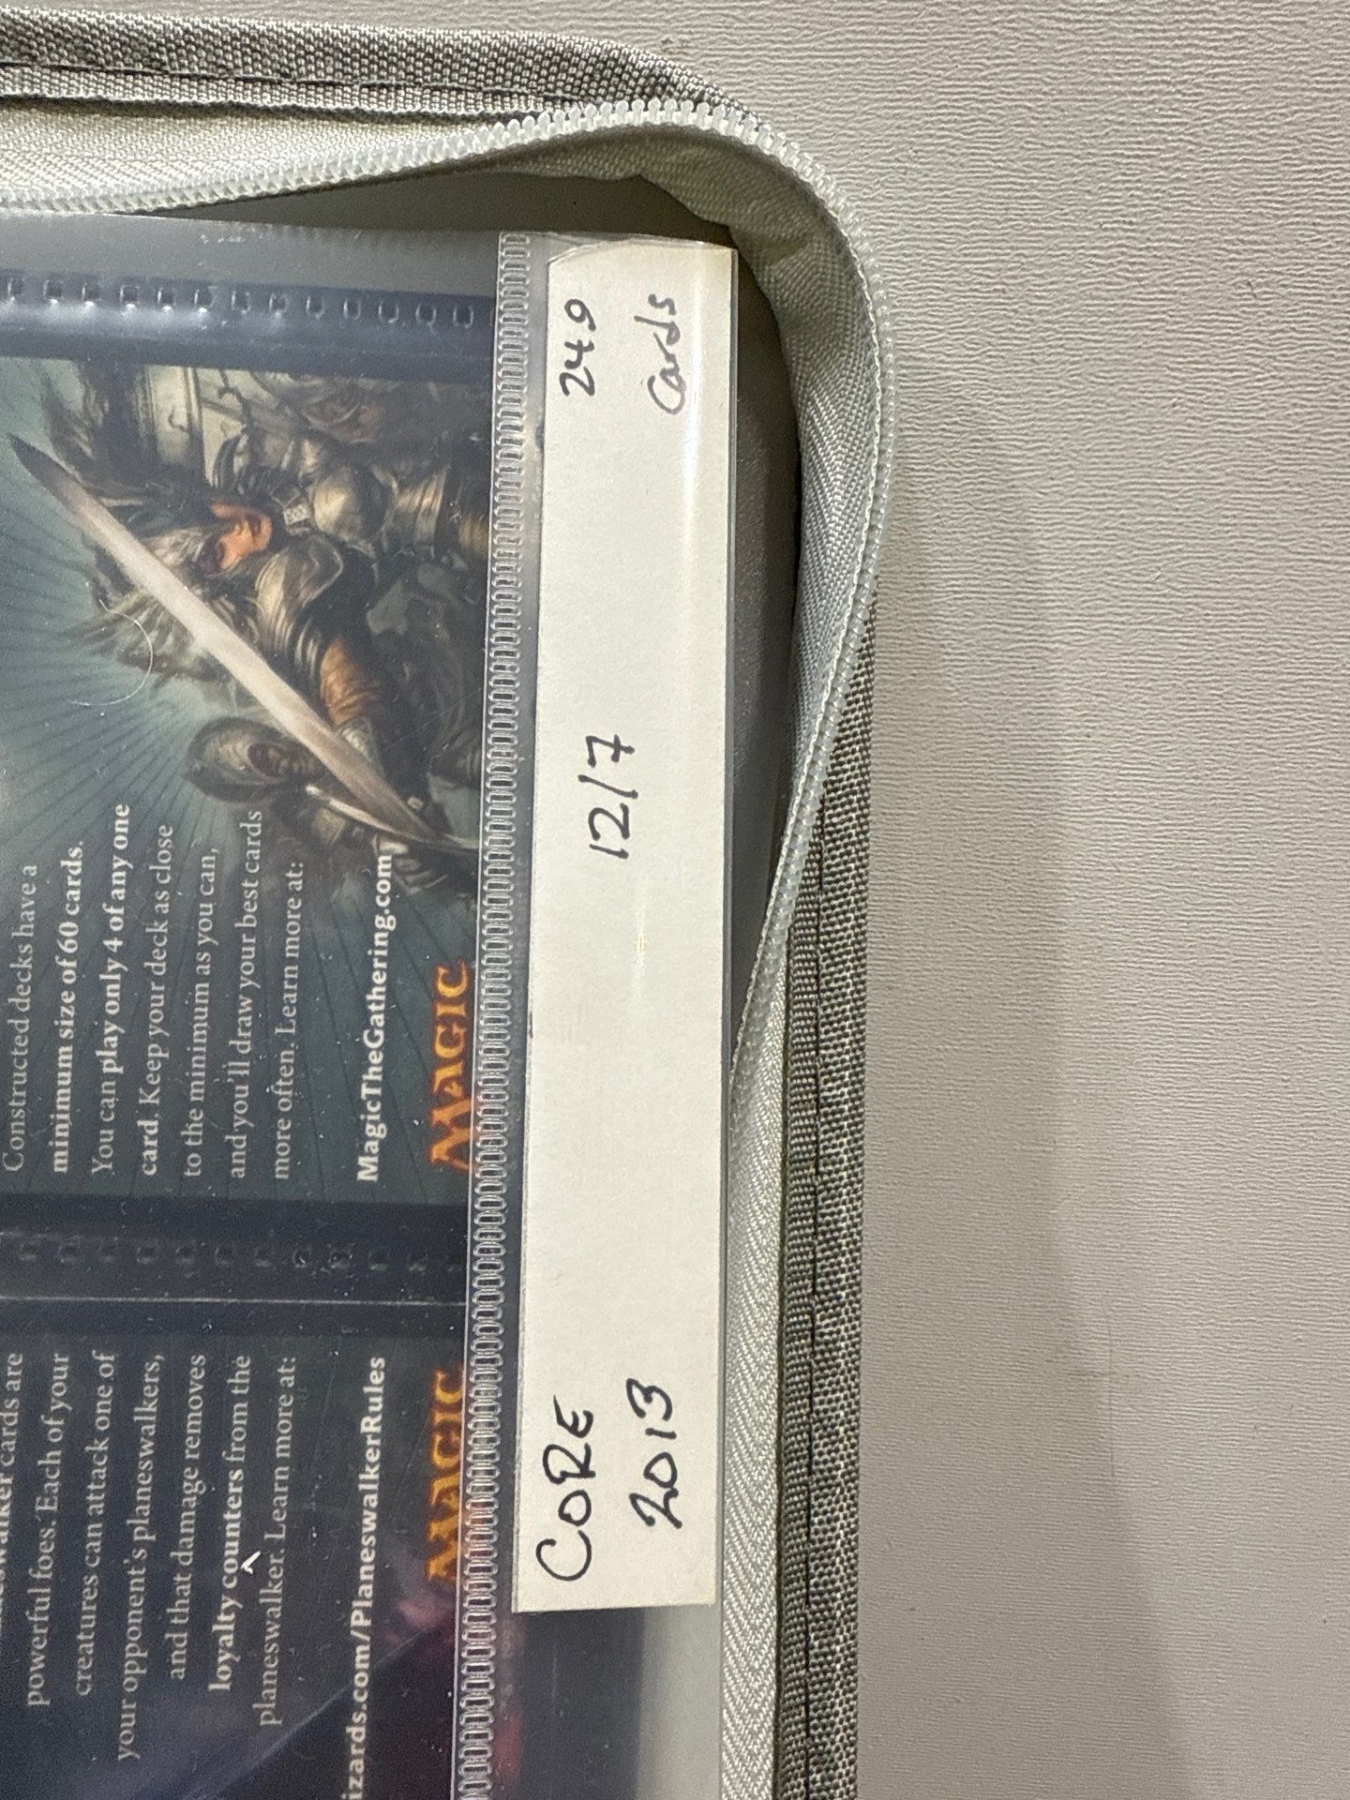 Constructed decks have a
minimum size of 60 cards.
You can play only 4 of any one
card. Keep your deck as close
to the minimum as you can,
and you'll draw your best cards
more often. Learn more at:
MagicTheGathering.com
MAGIC
cards are
powerful foes. Each of your
creatures can attack one of
your opponent's planeswalkers,
and that damage removes
loyalty counters from the
planeswalker. Learn more at:
izards.com/PlaneswalkerRules
MAGIC
CORE
2013
12/7
249
Cards